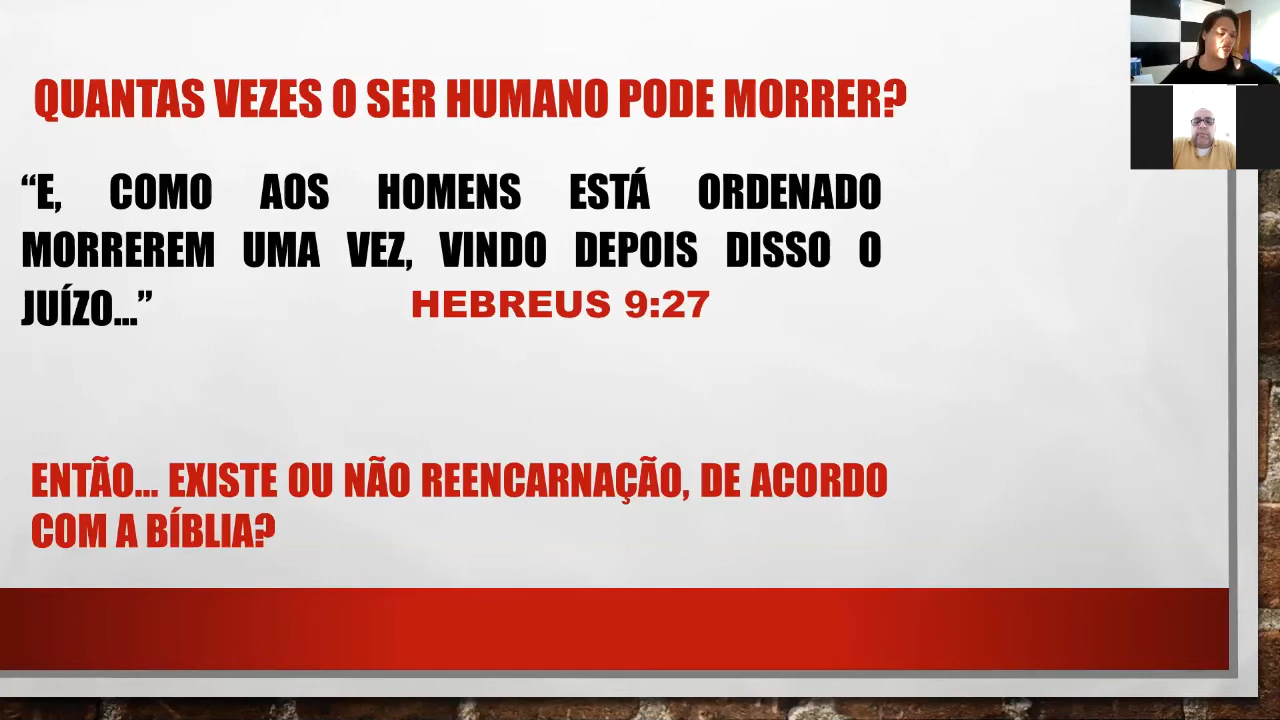 QUANTAS VEZES O SER HUMANO PODE MORRER?
“E, COMO AOS HOMENS ESTÁ ORDENADO
MORREREM UMA VEZ, VINDO DEPOIS DISSO O
JUÍZO...” HEBREUS 9:27
ENTÃO... EXISTE OU NÃO REENCARNAÇÃO, DE ACORDO
COM A BÍBLIA?